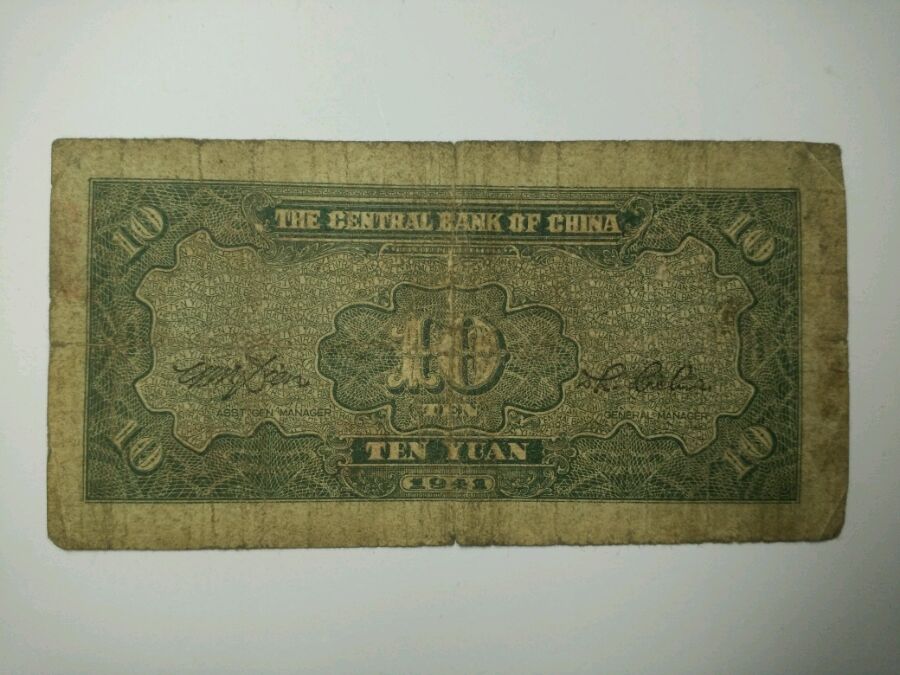 THE CENTRAL BANK OF CHINA
10 10
10
TEN
ASST. GEN. MANAGER GENERAL MANAGER
10 10
TEN YUAN
1941